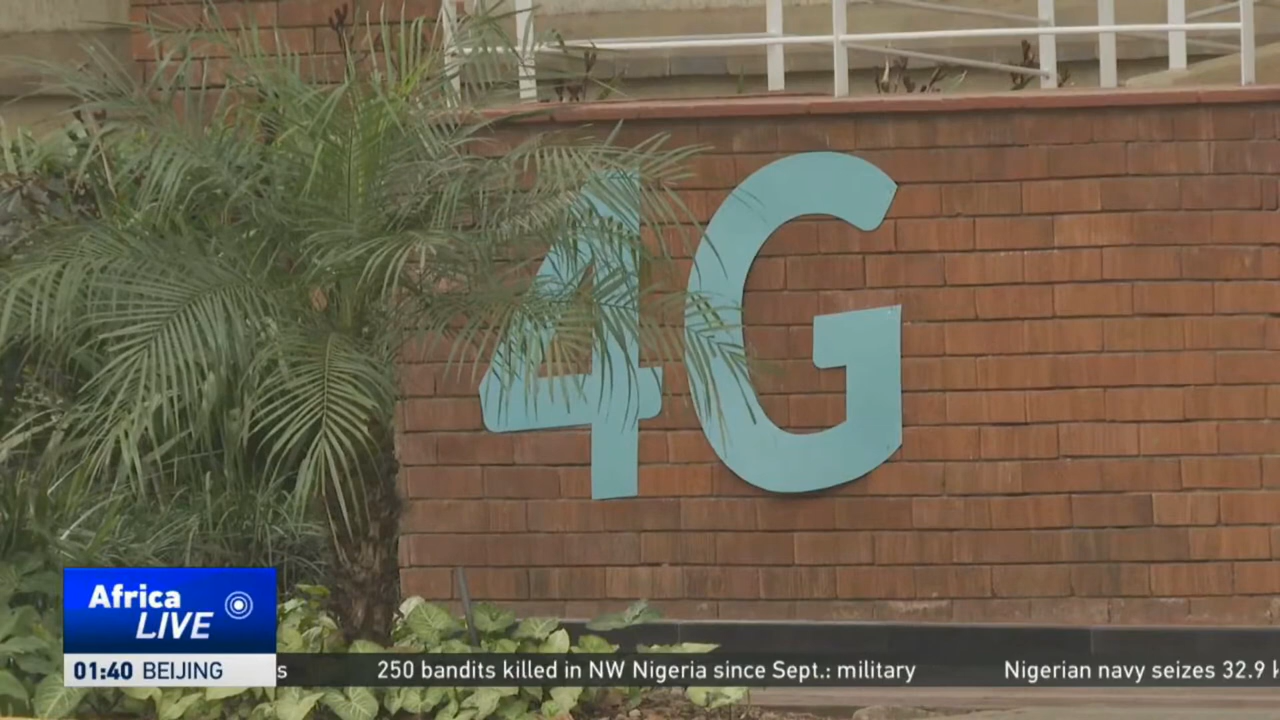 4G
Africa
LIVE
01:40 BEIJING
250 bandits killed in NW Nigeria since Sept.: military
Nigerian navy seizes 32.9